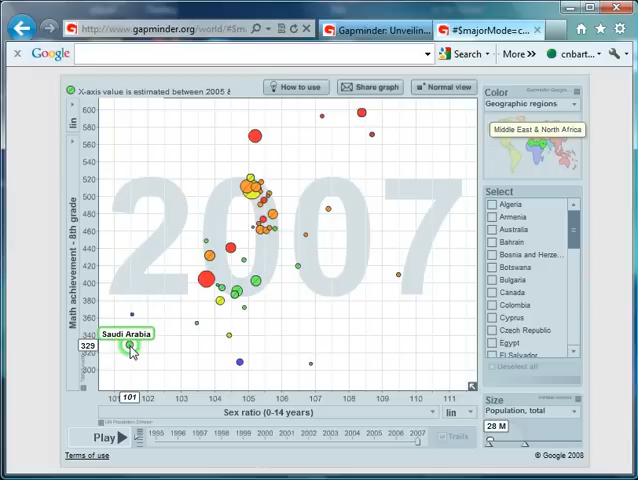 http://www.gapminder.org/world/#$m
Gapminder: Unveilin...
#$majorMode=c...
Google
Search
More »
cnbart...
X-axis value is estimated between 2005 &
How to use
Share graph
Normal view
Color
Geographic regions
Middle East & North Africa
Select
Algeria
Armenia
Australia
Bahrain
Bosnia and Herze...
Botswana
Bulgaria
Canada
Colombia
Cyprus
Czech Republic
Egypt
El Salvador
Deselect all
Size
Population, total
28 M
© Google 2008
lin
Math achievement - 8th grade
600
580
560
540
520
500
480
460
440
420
400
380
360
340
329
320
300
2007
Saudi Arabia
101
101
102
103
104
105
106
107
108
109
110
111
Sex ratio (0-14 years)
lin
Play
1995
1996
1997
1998
1999
2000
2001
2002
2003
2004
2005
2006
2007
Trails
Terms of use